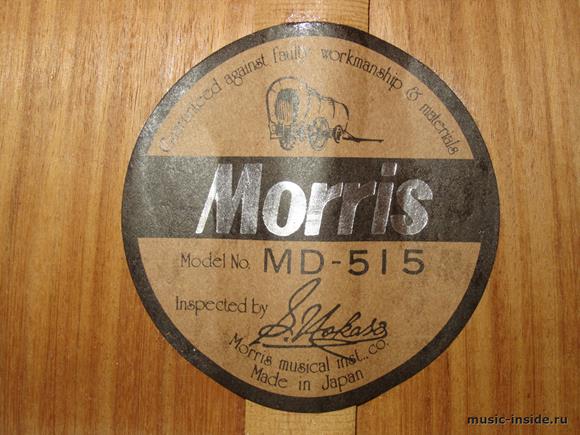 Guaranteed against faulty workmanship & materials
Morris
Model No. MD-515
Inspected by
Morris musical inst., co.
Made in Japan
music-inside.ru